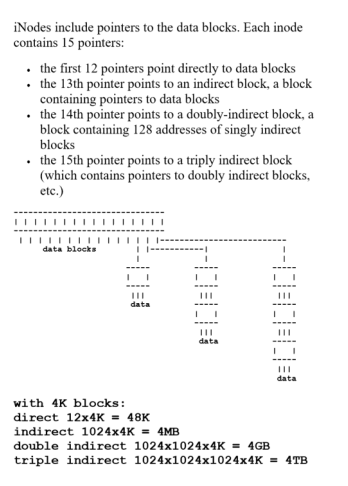 iNodes include pointers to the data blocks. Each inode
contains 15 pointers:
• the first 12 pointers point directly to data blocks
• the 13th pointer points to an indirect block, a block
containing pointers to data blocks
• the 14th pointer points to a doubly-indirect block, a
block containing 128 addresses of singly indirect
blocks
• the 15th pointer points to a triply indirect block
(which contains pointers to doubly indirect blocks,
etc.)
data blocks
data
data
data
with 4K blocks:
direct 12x4K = 48K
indirect 1024x4K = 4MB
double indirect 1024x1024x4K = 4GB
triple indirect 1024x1024x1024x4K = 4TB